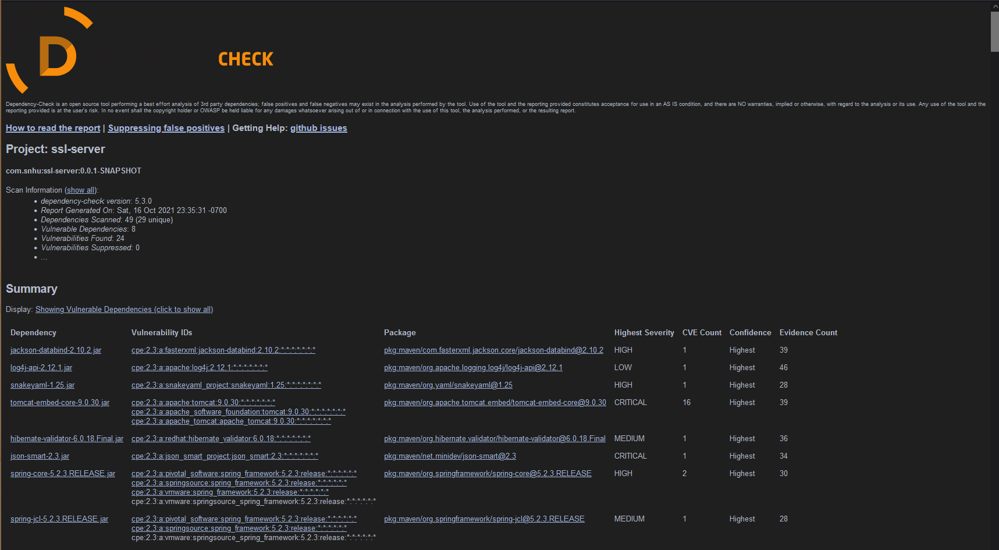 D
CHECK
Dependency-Check is an open source tool performing a best effort analysis of 3rd party dependencies; false positives and false negatives may exist in the analysis performed by the tool. Use of the tool and the reporting provided constitutes acceptance for use in an AS IS condition, and there are NO warranties, implied or otherwise, with regard to the analysis or its use. Any use of the tool and the
reporting provided is at the user's risk. In no event shall the copyright holder or OWASP be held liable for any damages whatsoever arising out of or in connection with the use of this tool, the analysis performed, or the resulting report.
How to read the report | Suppressing false positives | Getting Help: github issues
Project: ssl-server
com.snhu:ssl-server:0.0.1-SNAPSHOT
Scan Information (show all):
• dependency-check version: 5.3.0
• Report Generated On: Sat, 16 Oct 2021 23:35:31 -0700
• Dependencies Scanned: 49 (29 unique)
• Vulnerable Dependencies: 8
• Vulnerabilities Found: 24
• Vulnerabilities Suppressed: 0
• ...
Summary
Display: Showing Vulnerable Dependencies (click to show all)
Dependency Vulnerability IDs Package Highest Severity CVE Count Confidence Evidence Count
jackson-databind-2.10.2.jar cpe:2.3:a:fasterxml:jackson-databind:2.10.2:*:*:*:*:*:*:* pkg:maven/com.fasterxml.jackson.core/jackson-databind@2.10.2 HIGH 1 Highest 39
log4j-api-2.12.1.jar cpe:2.3:a:apache:log4j:2.12.1:*:*:*:*:*:*:* pkg:maven/org.apache.logging.log4j/log4j-api@2.12.1 LOW 1 Highest 46
snakeyaml-1.25.jar cpe:2.3:a:snakeyaml_project:snakeyaml:1.25:*:*:*:*:*:*:* pkg:maven/org.yaml/snakeyaml@1.25 HIGH 1 Highest 28
tomcat-embed-core-9.0.30.jar cpe:2.3:a:apache:tomcat:9.0.30:*:*:*:*:*:*:* pkg:maven/org.apache.tomcat.embed/tomcat-embed-core@9.0.30 CRITICAL 16 Highest 39
cpe:2.3:a:apache_software_foundation:tomcat:9.0.30:*:*:*:*:*:*:*
cpe:2.3:a:apache_tomcat:apache_tomcat:9.0.30:*:*:*:*:*:*:*
hibernate-validator-6.0.18.Final.jar cpe:2.3:a:redhat:hibernate_validator:6.0.18:*:*:*:*:*:*:* pkg:maven/org.hibernate.validator/hibernate-validator@6.0.18.Final MEDIUM 1 Highest 36
json-smart-2.3.jar cpe:2.3:a:json_smart_project:json_smart:2.3:*:*:*:*:*:*:* pkg:maven/net.minidev/json-smart@2.3 CRITICAL 1 Highest 34
spring-core-5.2.3.RELEASE.jar cpe:2.3:a:pivotal_software:spring_framework:5.2.3:release:*:*:*:*:*:* pkg:maven/org.springframework/spring-core@5.2.3.RELEASE HIGH 2 Highest 30
cpe:2.3:a:springsource:spring_framework:5.2.3:release:*:*:*:*:*:*
cpe:2.3:a:vmware:spring_framework:5.2.3:release:*:*:*:*:*:*
cpe:2.3:a:vmware:springsource_spring_framework:5.2.3:release:*:*:*:*:*:*
spring-jcl-5.2.3.RELEASE.jar cpe:2.3:a:pivotal_software:spring_framework:5.2.3:release:*:*:*:*:*:* pkg:maven/org.springframework/spring-jcl@5.2.3.RELEASE MEDIUM 1 Highest 28
cpe:2.3:a:springsource:spring_framework:5.2.3:release:*:*:*:*:*:*
cpe:2.3:a:vmware:springsource_spring_framework:5.2.3:release:*:*:*:*:*:*